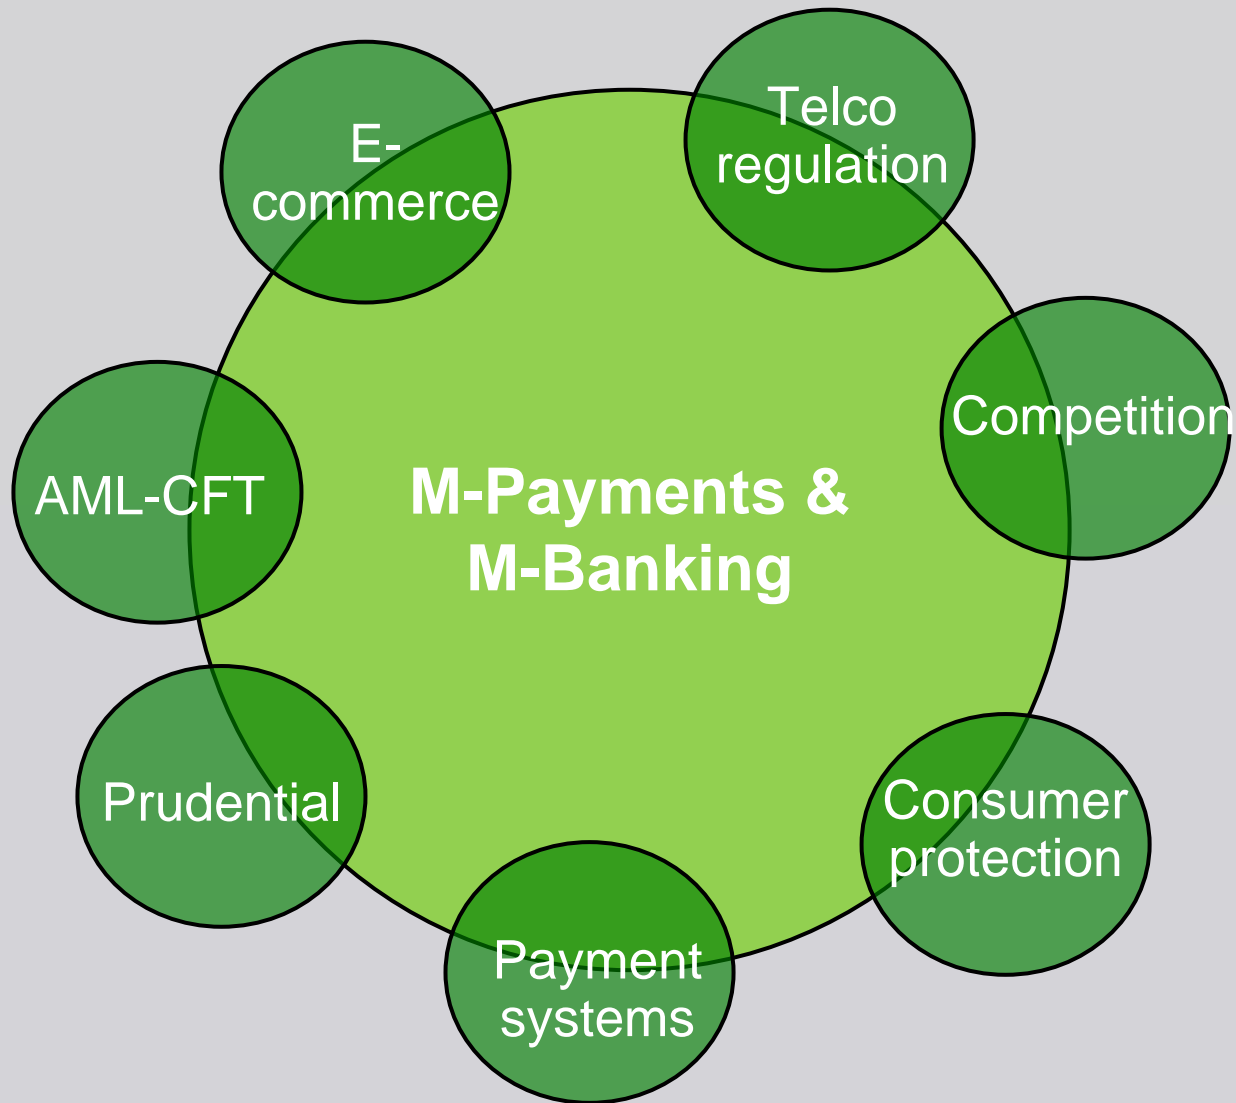 Telco
regulation
E-
commerce
Competition
AML-CFT
M-Payments &
M-Banking
Prudential
Consumer
protection
Payment
systems